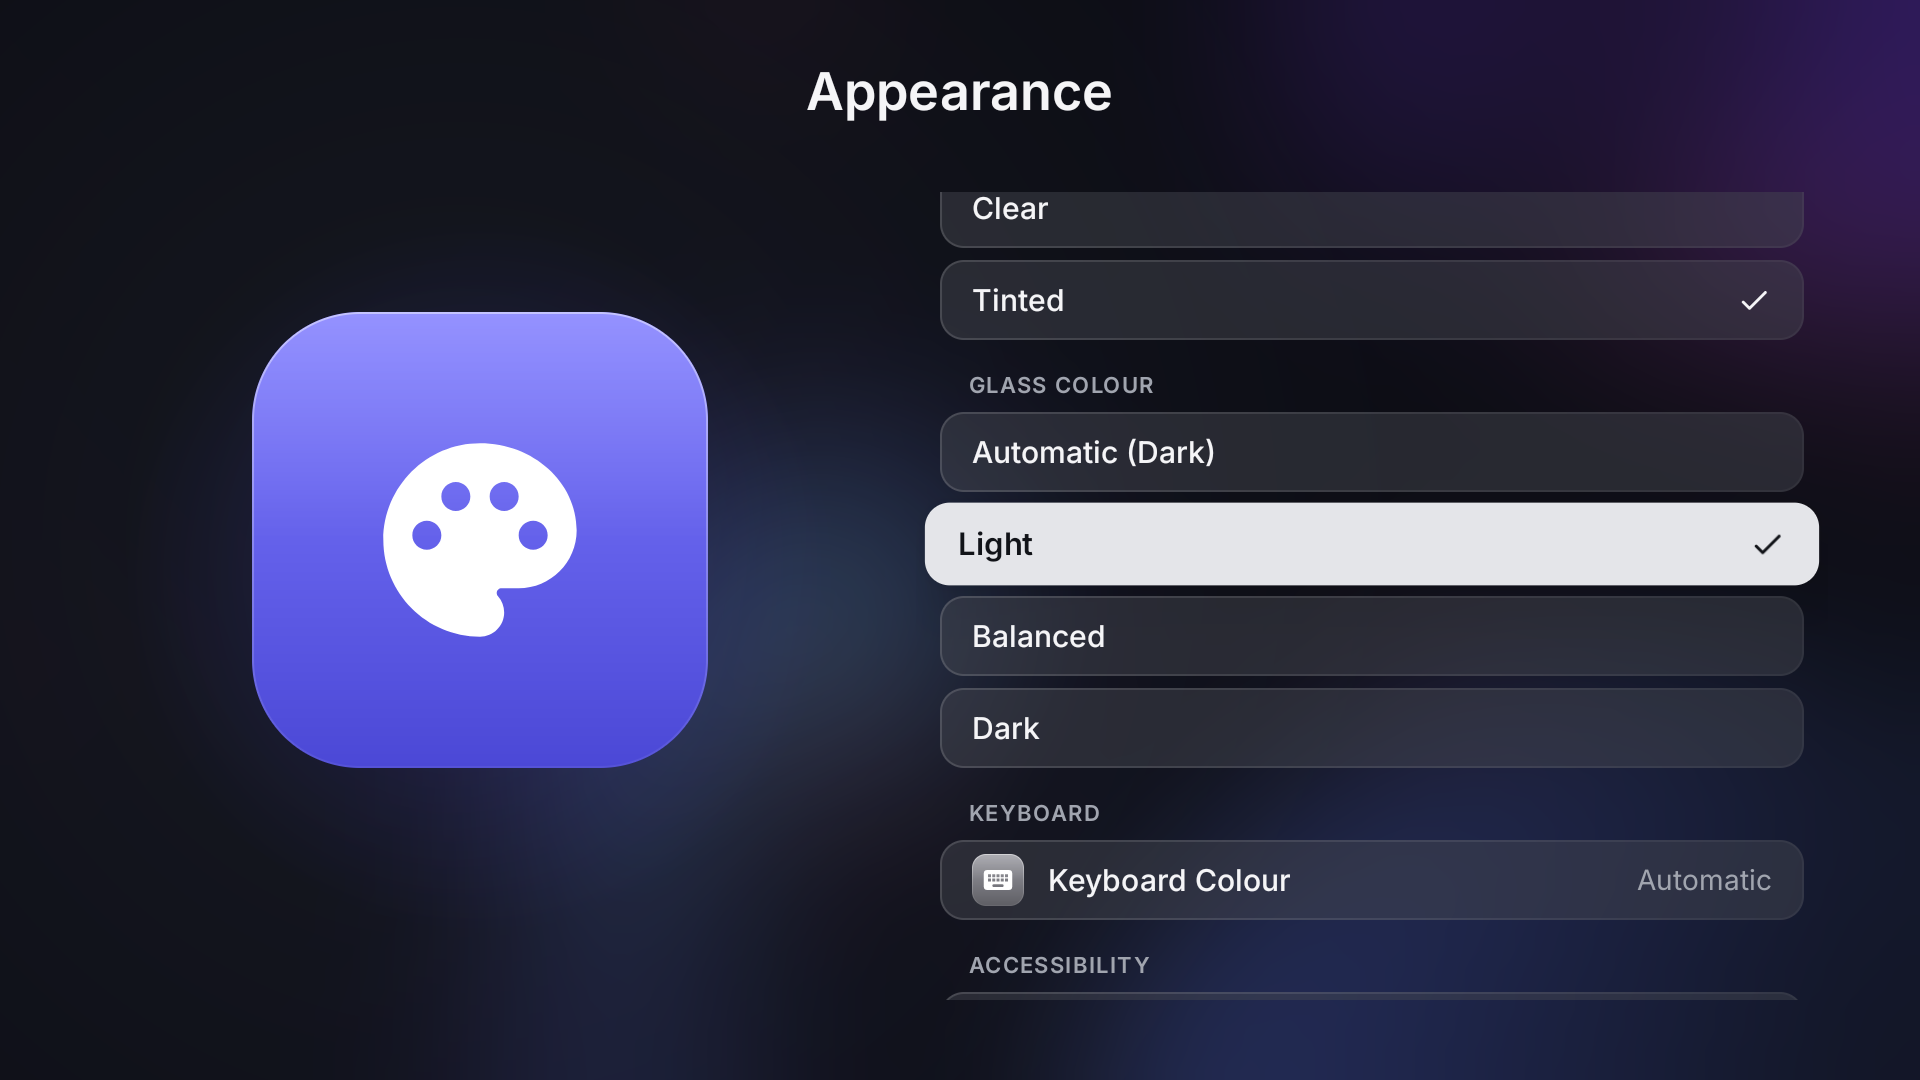 Appearance
Clear
Tinted
GLASS COLOUR
Automatic (Dark)
Light
Balanced
Dark
KEYBOARD
Keyboard Colour Automatic
ACCESSIBILITY